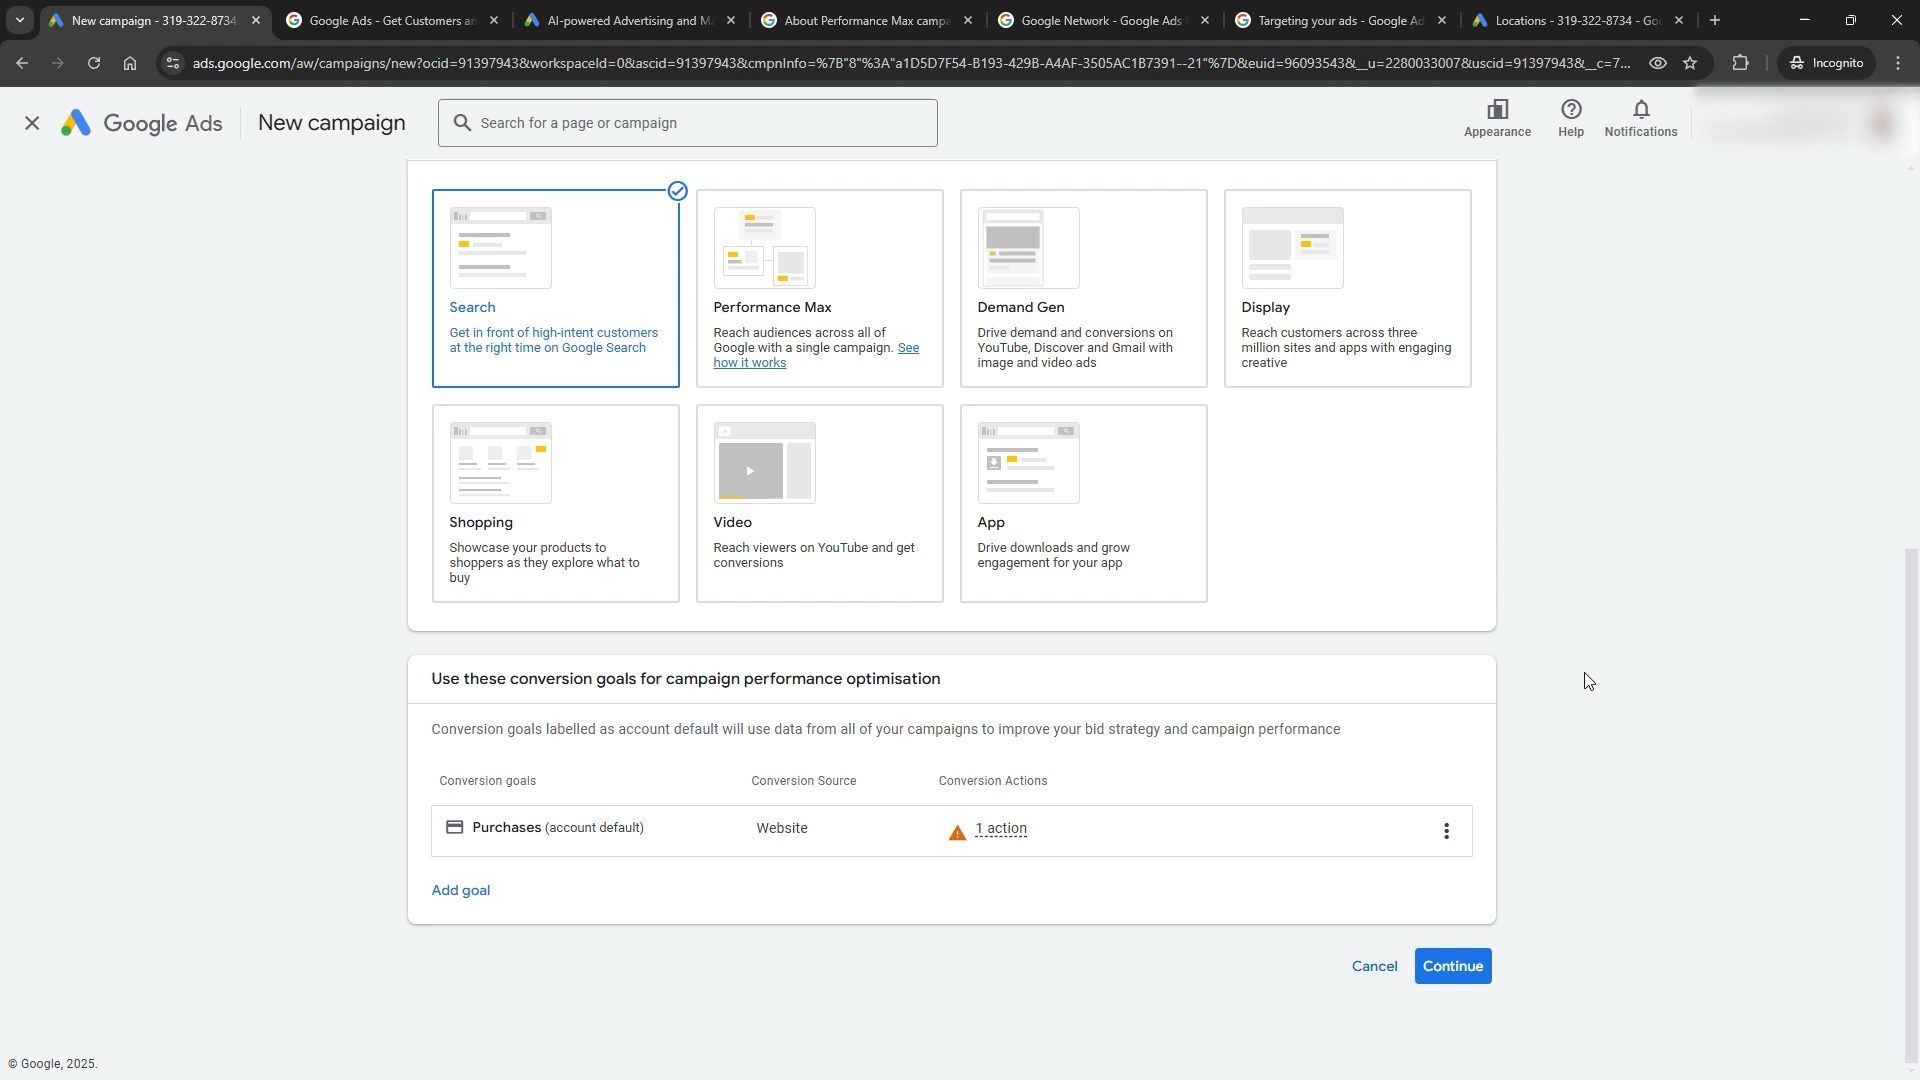 New campaign - 319-322-8734
Google Ads - Get Customers an
AI-powered Advertising and M
About Performance Max campa
Google Network - Google Ads
Targeting your ads - Google Ad
Locations - 319-322-8734 - Goo
ads.google.com/aw/campaigns/new?ocid=91397943&workspaceId=0&ascid=91397943&cmpnInfo=%7B"8"%3A"a1D5D7F54-B193-429B-A4AF-3505AC1B7391--21"%7D&euid=96093543&__u=2280033007&uscid=91397943&__c=7...
Incognito
Google Ads
New campaign
Search for a page or campaign
Appearance
Help
Notifications
Search
Get in front of high-intent customers
at the right time on Google Search
Performance Max
Reach audiences across all of
Google with a single campaign. See
how it works
Demand Gen
Drive demand and conversions on
YouTube, Discover and Gmail with
image and video ads
Display
Reach customers across three
million sites and apps with engaging
creative
Shopping
Showcase your products to
shoppers as they explore what to
buy
Video
Reach viewers on YouTube and get
conversions
App
Drive downloads and grow
engagement for your app
Use these conversion goals for campaign performance optimisation
Conversion goals labelled as account default will use data from all of your campaigns to improve your bid strategy and campaign performance
Conversion goals
Conversion Source
Conversion Actions
Purchases (account default)
Website
1 action
Add goal
Cancel
Continue
© Google, 2025.